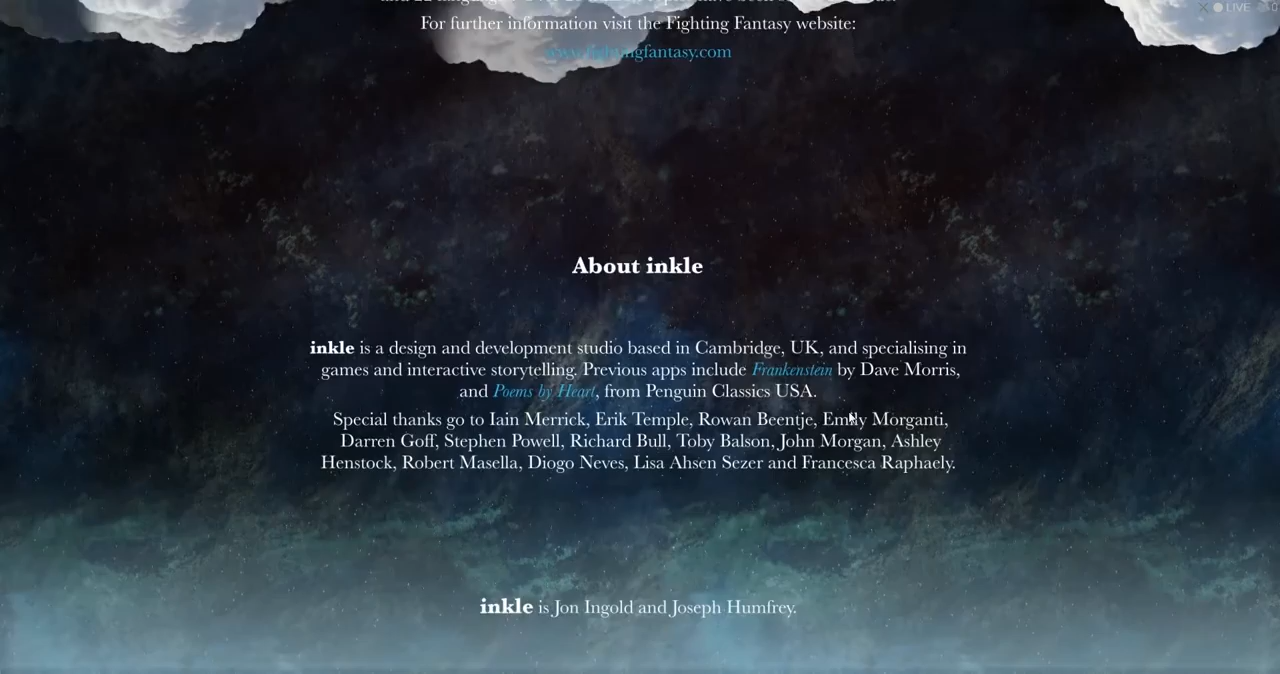 For further information visit the Fighting Fantasy website:
www.fightingfantasy.com
About inkle
inkle is a design and development studio based in Cambridge, UK, and specialising in
games and interactive storytelling. Previous apps include Frankenstein by Dave Morris,
and Poems by Heart, from Penguin Classics USA.
Special thanks go to Iain Merrick, Erik Temple, Rowan Beentje, Emily Morganti,
Darren Goff, Stephen Powell, Richard Bull, Toby Balson, John Morgan, Ashley
Henstock, Robert Masella, Diogo Neves, Lisa Ahsen Sezer and Francesca Raphaely.
inkle is Jon Ingold and Joseph Humfrey.
LIVE